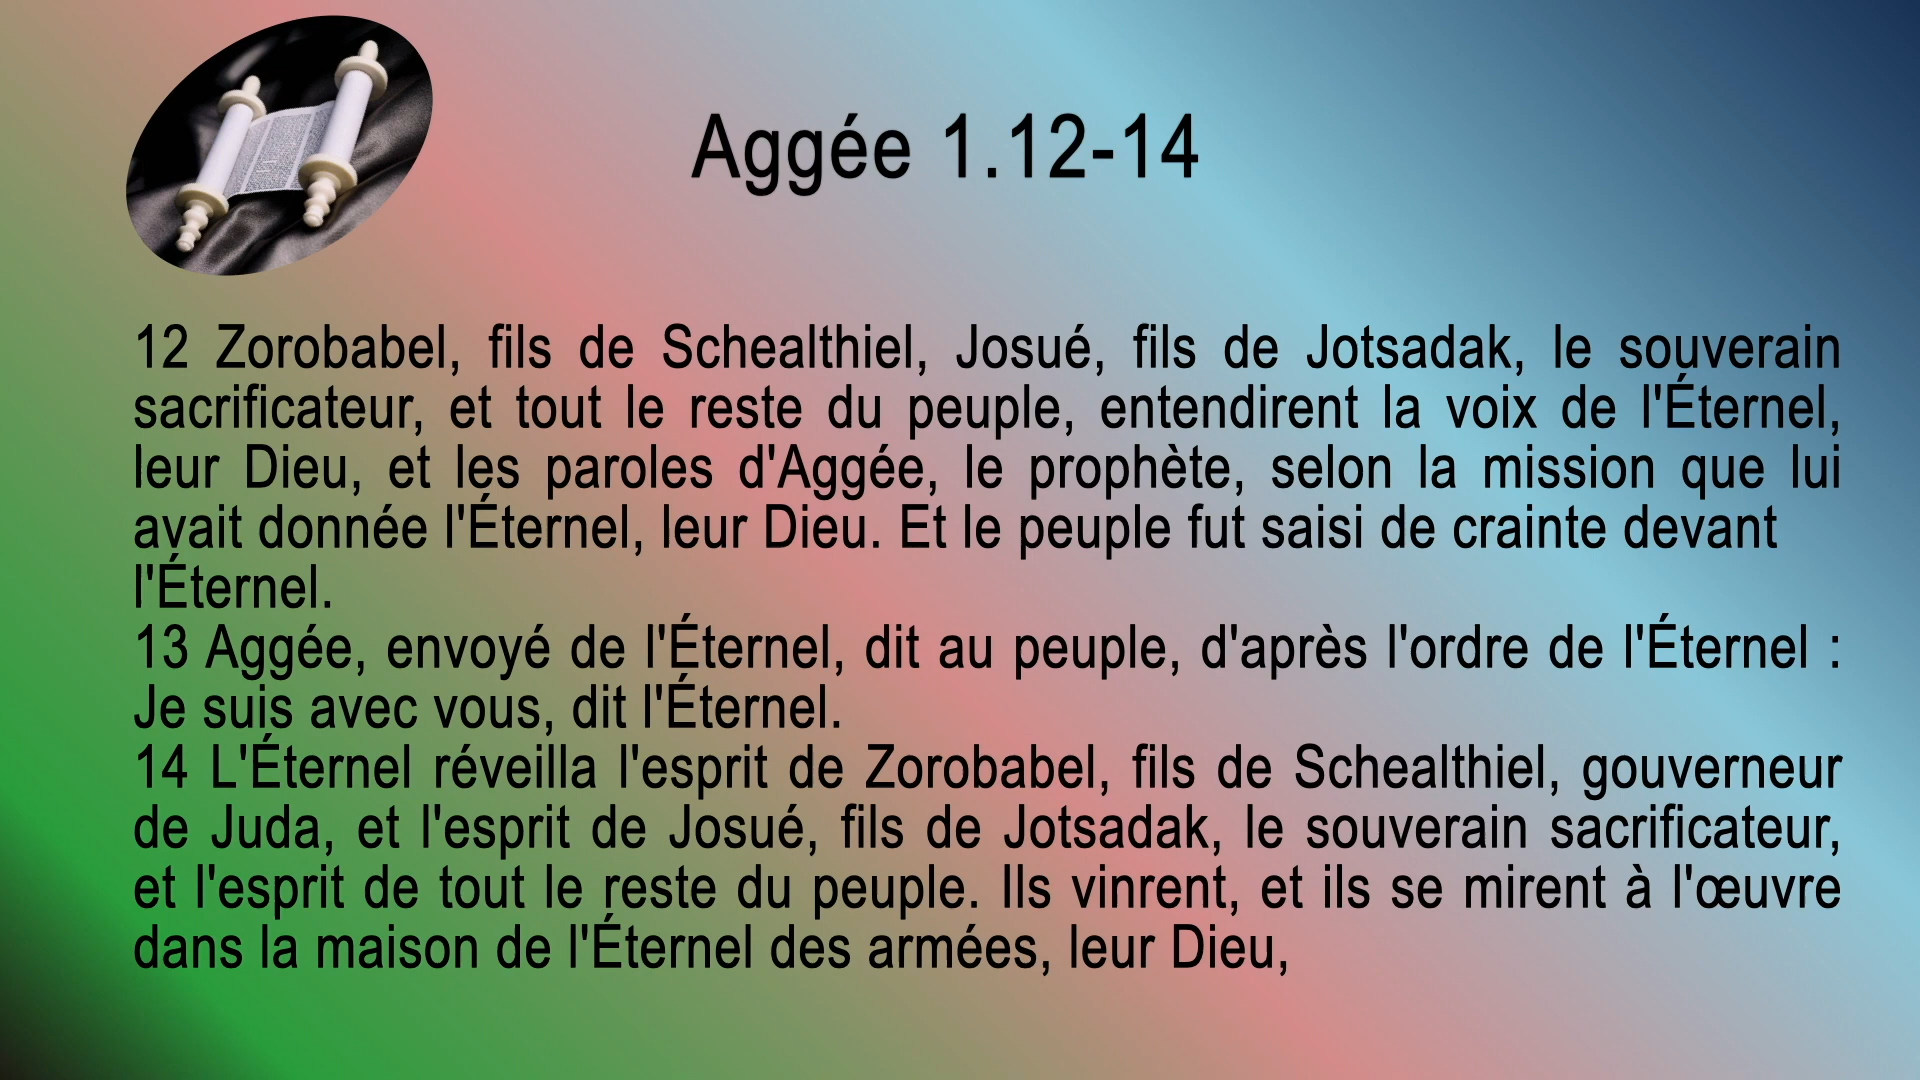 Aggée 1.12-14
12 Zorobabel, fils de Schealthiel, Josué, fils de Jotsadak, le souverain
sacrificateur, et tout le reste du peuple, entendirent la voix de l'Éternel,
leur Dieu, et les paroles d'Aggée, le prophète, selon la mission que lui
avait donnée l'Éternel, leur Dieu. Et le peuple fut saisi de crainte devant
l'Éternel.
13 Aggée, envoyé de l'Éternel, dit au peuple, d'après l'ordre de l'Éternel :
Je suis avec vous, dit l'Éternel.
14 L'Éternel réveilla l'esprit de Zorobabel, fils de Schealthiel, gouverneur
de Juda, et l'esprit de Josué, fils de Jotsadak, le souverain sacrificateur,
et l'esprit de tout le reste du peuple. Ils vinrent, et ils se mirent à l'œuvre
dans la maison de l'Éternel des armées, leur Dieu,